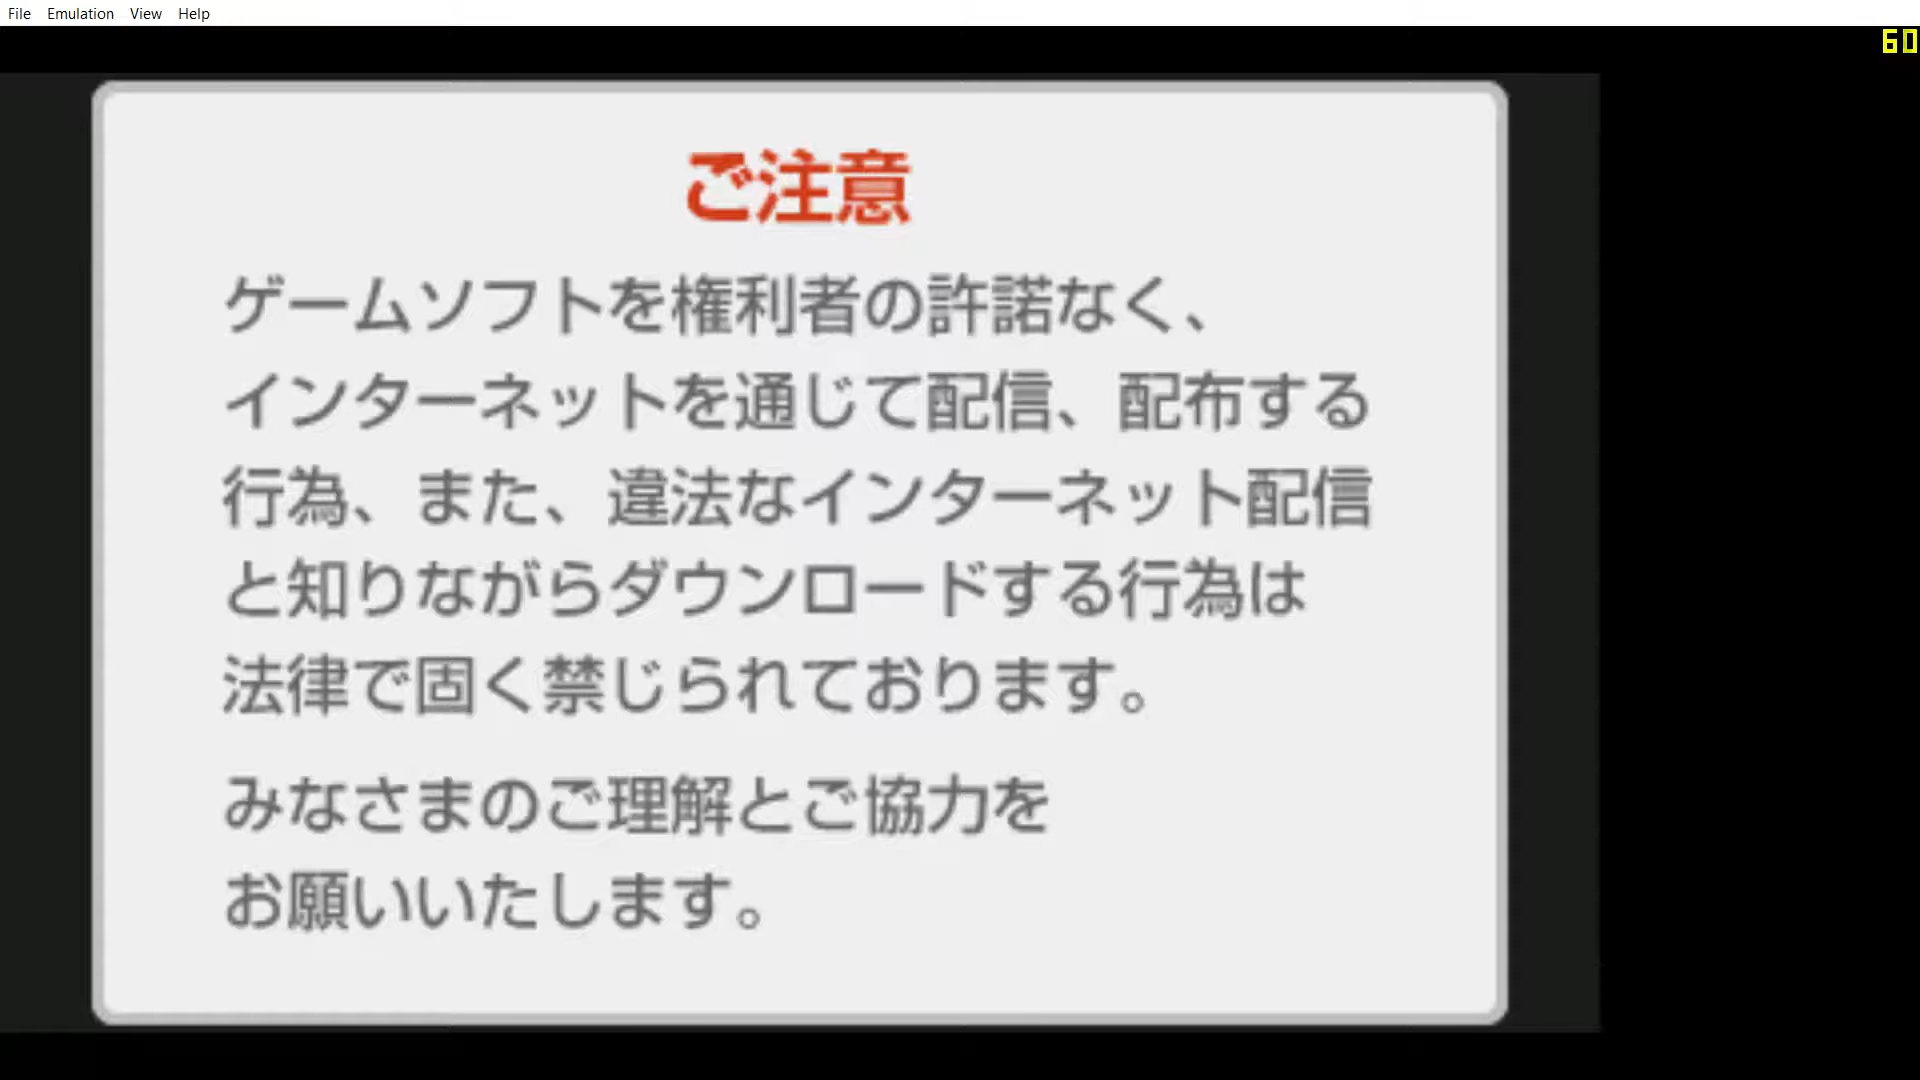 File Emulation View Help
60
ご注意
ゲームソフトを権利者の許諾なく、
インターネットを通じて配信、配布する
行為、また、違法なインターネット配信
と知りながらダウンロードする行為は
法律で固く禁じられております。
みなさまのご理解とご協力を
お願いいたします。